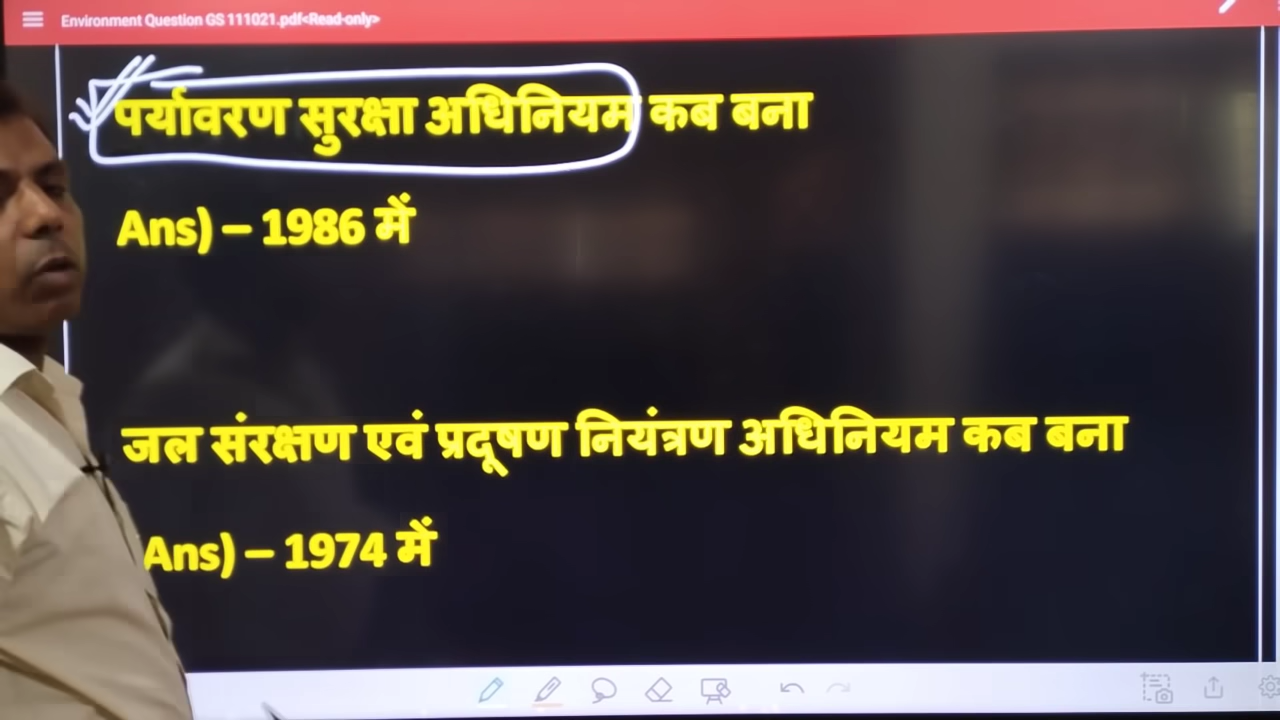 Environment Question GS 111021.pdf<Read-only>
पर्यावरण सुरक्षा अधिनियम कब बना
Ans) – 1986 में
जल संरक्षण एवं प्रदूषण नियंत्रण अधिनियम कब बना
Ans) – 1974 में